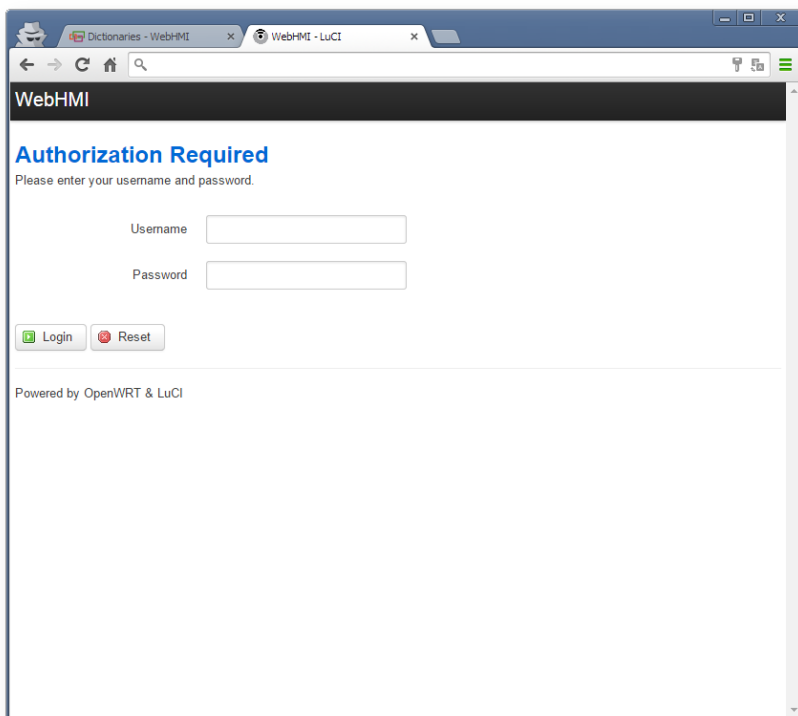 Dictionaries - WebHMI
WebHMI - LuCI
WebHMI
Authorization Required
Please enter your username and password.
Username
Password
Login Reset
Powered by OpenWRT & LuCI